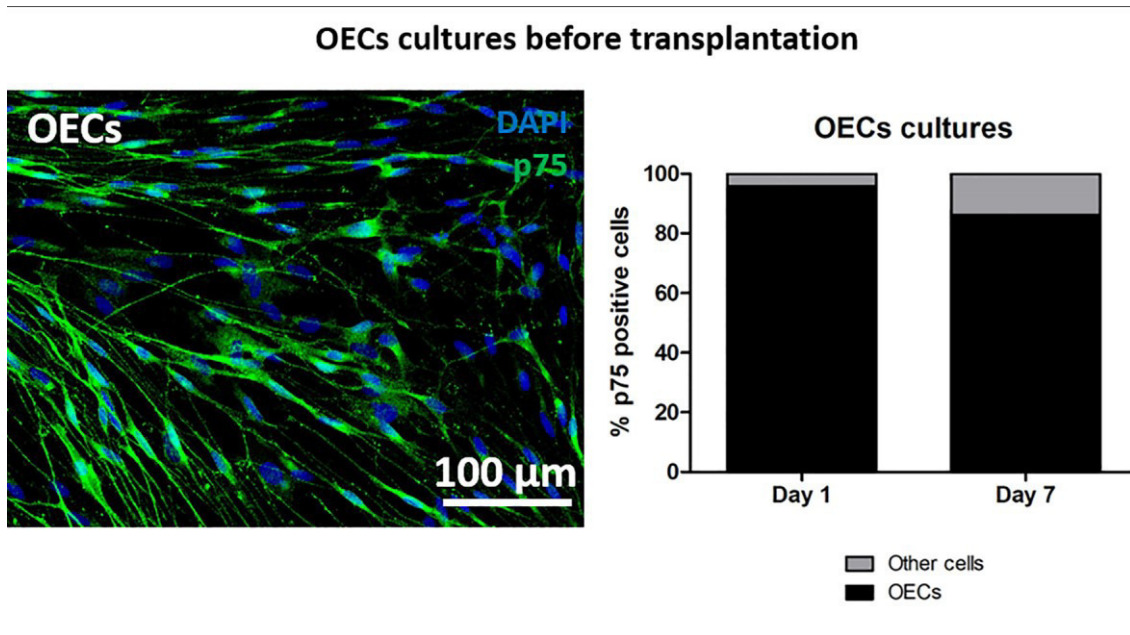 OECs cultures before transplantation
OECs
DAPI
p75
100 µm
OECs cultures
% p75 positive cells
100
80
60
40
20
0
Day 1
Day 7
Other cells
OECs